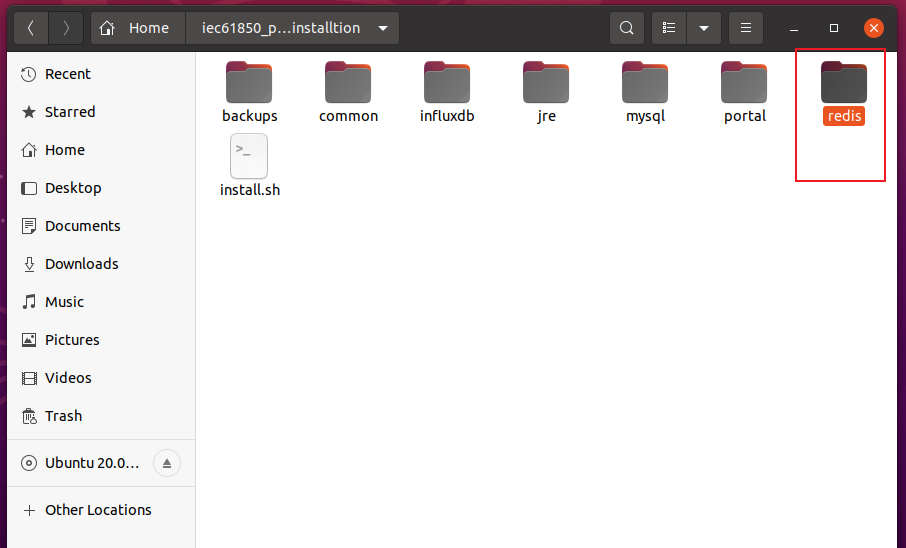 Home iec61850_p...installtion
Recent
Starred
Home
Desktop
Documents
Downloads
Music
Pictures
Videos
Trash
Ubuntu 20.0...
Other Locations
backups common influxdb jre mysql portal redis
>_
install.sh